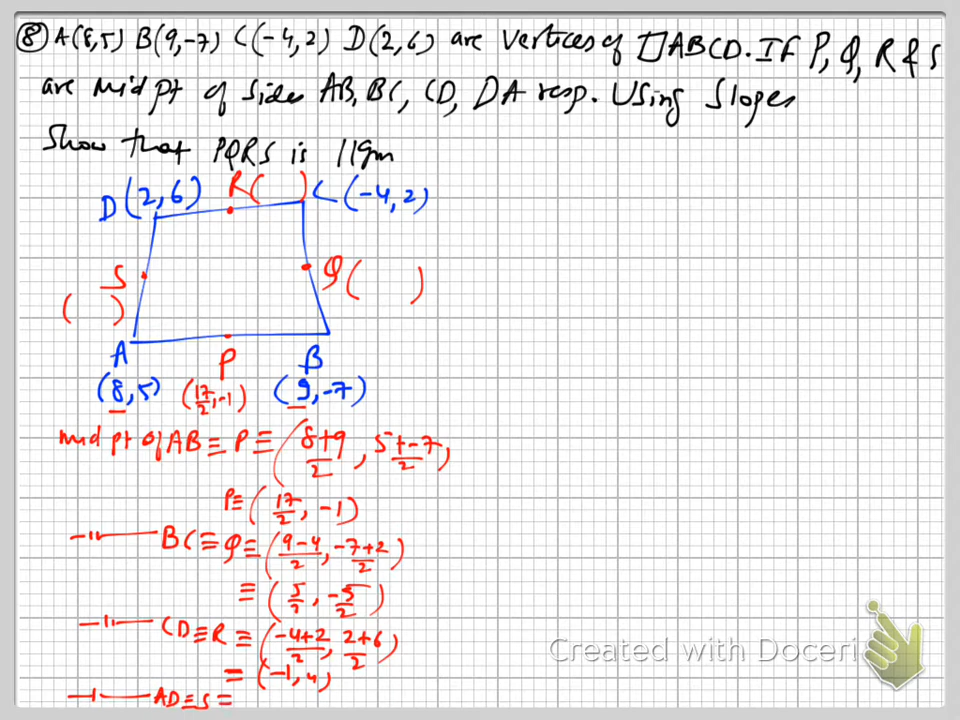 ⑧ A(8,5) B(9,-7) C(-4,2) D(2,6) are vertices of □ABCD. If P, Q, R & S
are mid pt of sides AB, BC, CD, DA resp. Using Slopes
Show that PQRS is 11gm
D(2,6) R( ) C(-4,2)
S
( )
Q( )
A P B
(8,5) (17/2,-1) (9,-7)
mid pt of AB ≡ P ≡ (8+9/2, 5+-7/2,
P≡ (17/2, -1)
-॥- BC ≡ Q ≡ (9-4/2, -7+2/2)
≡ (5/2, -5/2)
-॥- CD ≡ R ≡ (-4+2/2, 2+6/2)
= (-1, 4)
-॥- AD ≡ S =
Created with Doceri